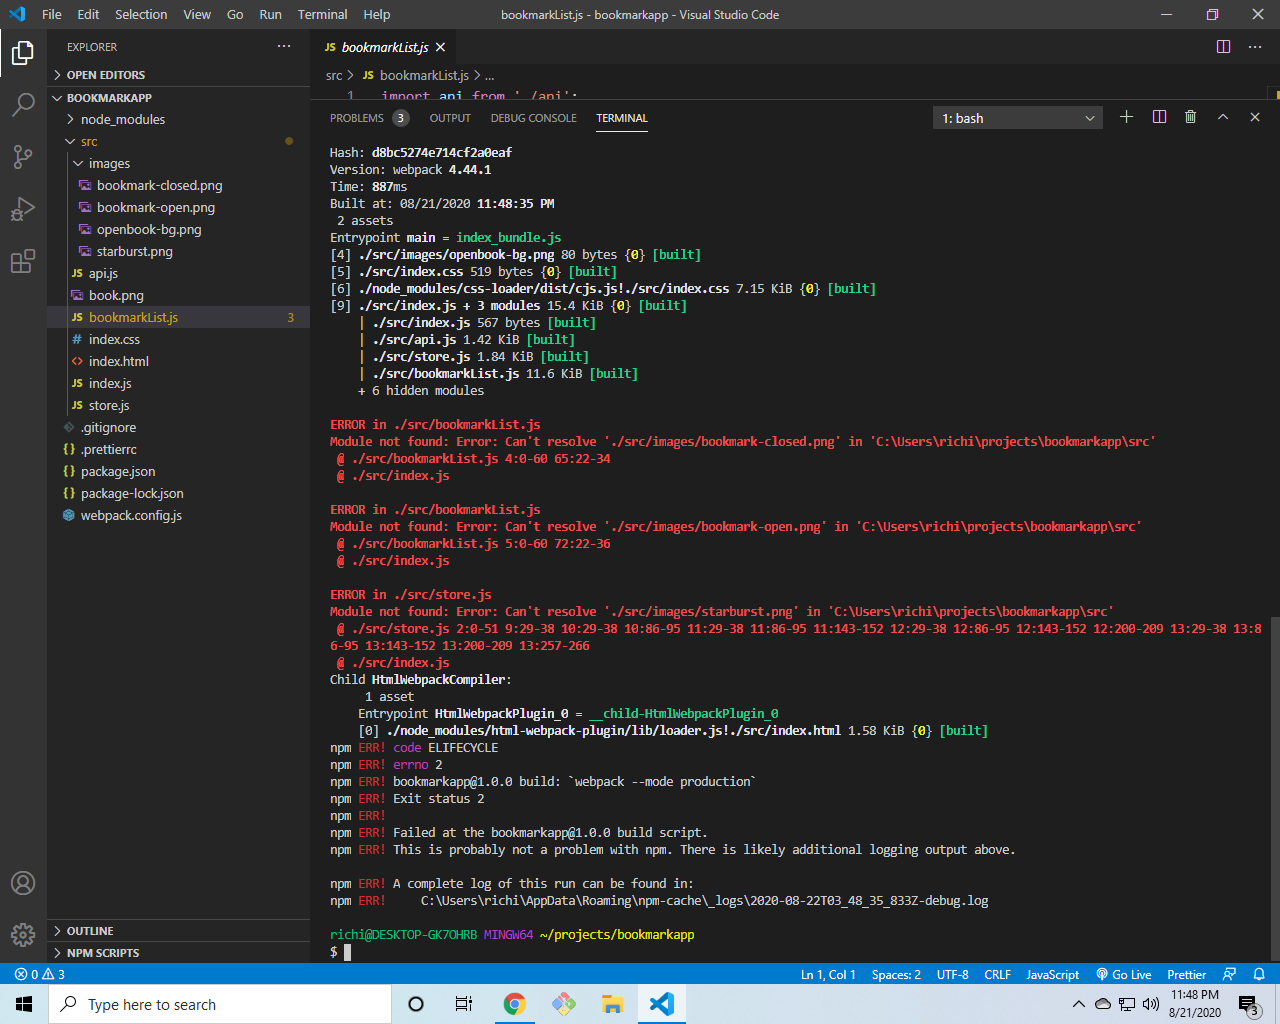 File Edit Selection View Go Run Terminal Help bookmarkList.js - bookmarkapp - Visual Studio Code
EXPLORER ...
OPEN EDITORS
BOOKMARKAPP
node_modules
src
images
bookmark-closed.png
bookmark-open.png
openbook-bg.png
starburst.png
JS api.js
book.png
JS bookmarkList.js 3
# index.css
<> index.html
JS index.js
JS store.js
.gitignore
{} .prettierrc
{} package.json
{} package-lock.json
webpack.config.js
OUTLINE
NPM SCRIPTS
JS bookmarkList.js
src > JS bookmarkList.js > ...
1 import api from './api';
PROBLEMS 3 OUTPUT DEBUG CONSOLE TERMINAL 1: bash
Hash: d8bc5274e714cf2a0eaf
Version: webpack 4.44.1
Time: 887ms
Built at: 08/21/2020 11:48:35 PM
2 assets
Entrypoint main = index_bundle.js
[4] ./src/images/openbook-bg.png 80 bytes {0} [built]
[5] ./src/index.css 519 bytes {0} [built]
[6] ./node_modules/css-loader/dist/cjs.js!./src/index.css 7.15 KiB {0} [built]
[9] ./src/index.js + 3 modules 15.4 KiB {0} [built]
| ./src/index.js 567 bytes [built]
| ./src/api.js 1.42 KiB [built]
| ./src/store.js 1.84 KiB [built]
| ./src/bookmarkList.js 11.6 KiB [built]
+ 6 hidden modules
ERROR in ./src/bookmarkList.js
Module not found: Error: Can't resolve './src/images/bookmark-closed.png' in 'C:\Users\richi\projects\bookmarkapp\src'
@ ./src/bookmarkList.js 4:0-60 65:22-34
@ ./src/index.js
ERROR in ./src/bookmarkList.js
Module not found: Error: Can't resolve './src/images/bookmark-open.png' in 'C:\Users\richi\projects\bookmarkapp\src'
@ ./src/bookmarkList.js 5:0-60 72:22-36
@ ./src/index.js
ERROR in ./src/store.js
Module not found: Error: Can't resolve './src/images/starburst.png' in 'C:\Users\richi\projects\bookmarkapp\src'
@ ./src/store.js 2:0-51 9:29-38 10:29-38 10:86-95 11:29-38 11:86-95 11:143-152 12:29-38 12:86-95 12:143-152 12:200-209 13:29-38 13:8
6-95 13:143-152 13:200-209 13:257-266
@ ./src/index.js
Child HtmlWebpackCompiler:
1 asset
Entrypoint HtmlWebpackPlugin_0 = __child-HtmlWebpackPlugin_0
[0] ./node_modules/html-webpack-plugin/lib/loader.js!./src/index.html 1.58 KiB {0} [built]
npm ERR! code ELIFECYCLE
npm ERR! errno 2
npm ERR! bookmarkapp@1.0.0 build: `webpack --mode production`
npm ERR! Exit status 2
npm ERR!
npm ERR! Failed at the bookmarkapp@1.0.0 build script.
npm ERR! This is probably not a problem with npm. There is likely additional logging output above.
npm ERR! A complete log of this run can be found in:
npm ERR! C:\Users\richi\AppData\Roaming\npm-cache\_logs\2020-08-22T03_48_35_833Z-debug.log
richi@DESKTOP-GK7OHRB MINGW64 ~/projects/bookmarkapp
$
0 3 Ln 1, Col 1 Spaces: 2 UTF-8 CRLF JavaScript Go Live Prettier
Type here to search
11:48 PM
8/21/2020
3